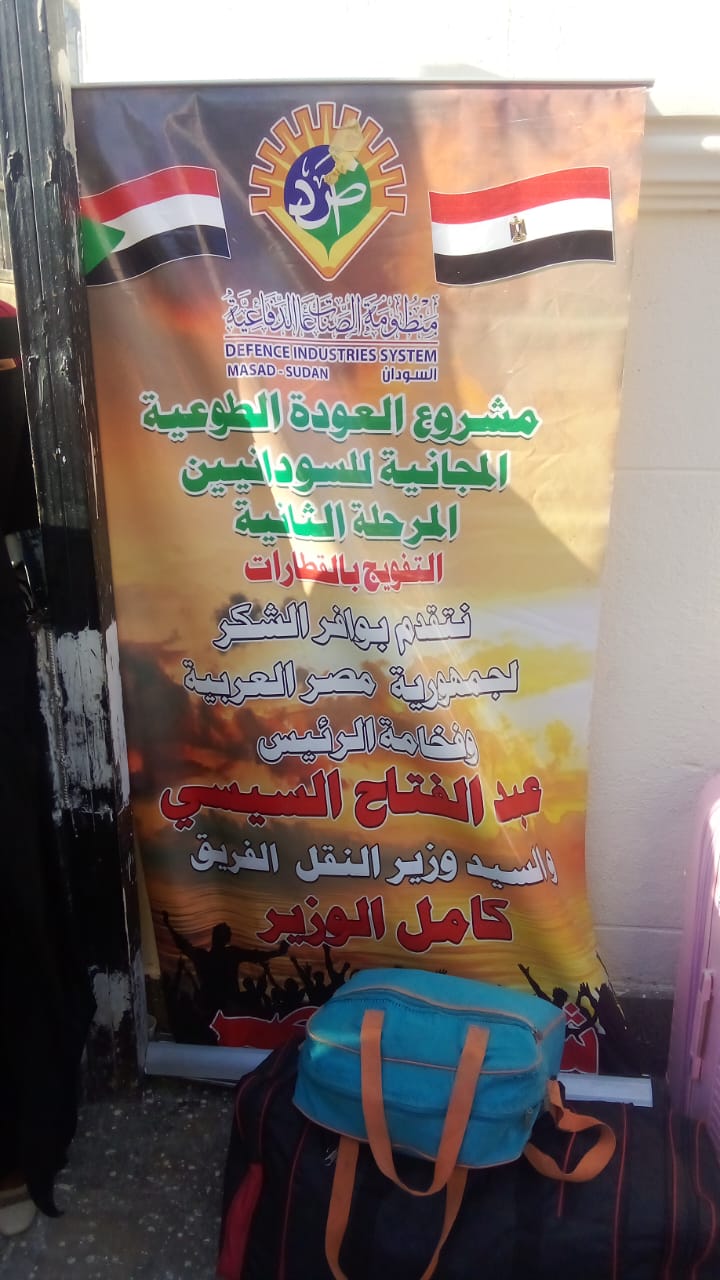 صد
منظومة الصناعات الدفاعية
DEFENCE INDUSTRIES SYSTEM
MASAD - SUDAN السودان
مشروع العودة الطوعية
المجانية للسودانيين
المرحلة الثانية
التفويج بالقطارات
نتقدم بوافر الشكر
لجمهورية مصر العربية
وفخامة الرئيس
عبد الفتاح السيسي
والسيد وزير النقل الفريق
كامل الوزير